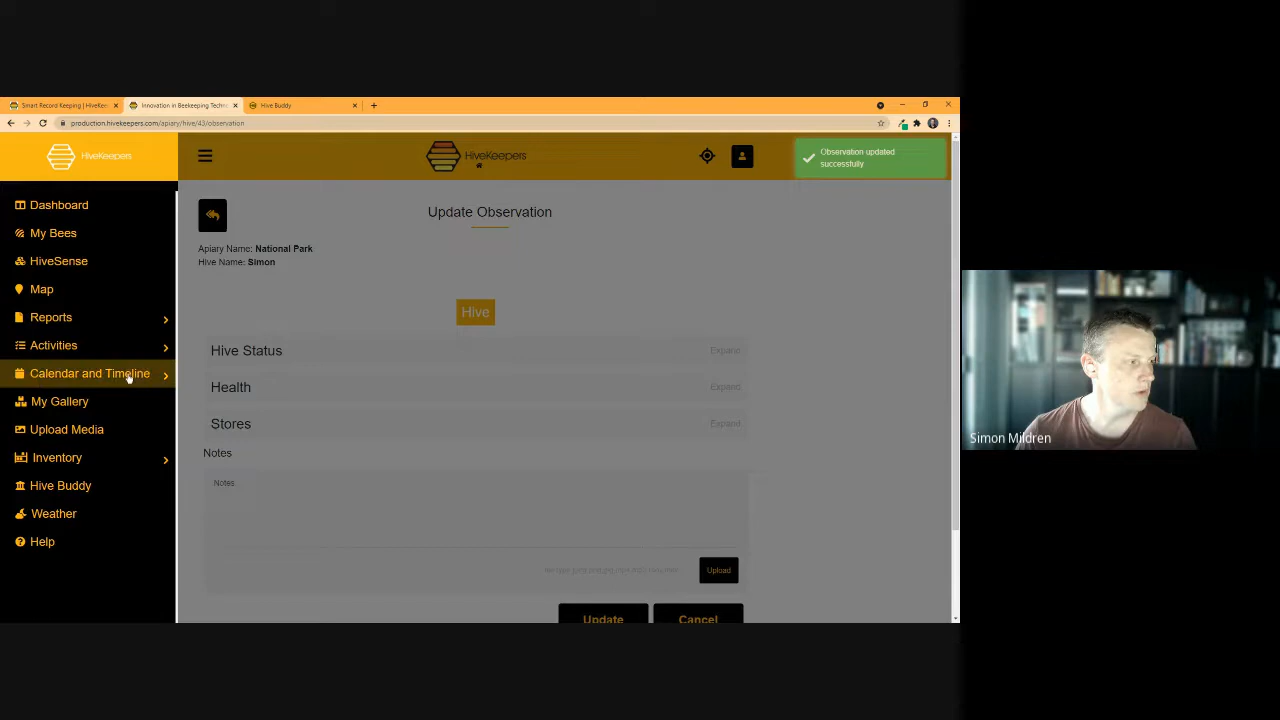 Smart Record Keeping | HiveKee
Innovation in Beekeeping Techn
Hive Buddy
production.hivekeepers.com/apiary/hive/43/observation
HiveKeepers
HiveKeepers
Observation updated
successfully
Dashboard
My Bees
HiveSense
Map
Reports
Activities
Calendar and Timeline
My Gallery
Upload Media
Inventory
Hive Buddy
Weather
Help
Update Observation
Apiary Name: National Park
Hive Name: Simon
Hive
Hive Status
Expand
Health
Expand
Stores
Expand
Notes
Notes
Upload
Update
Cancel
Simon Mildren